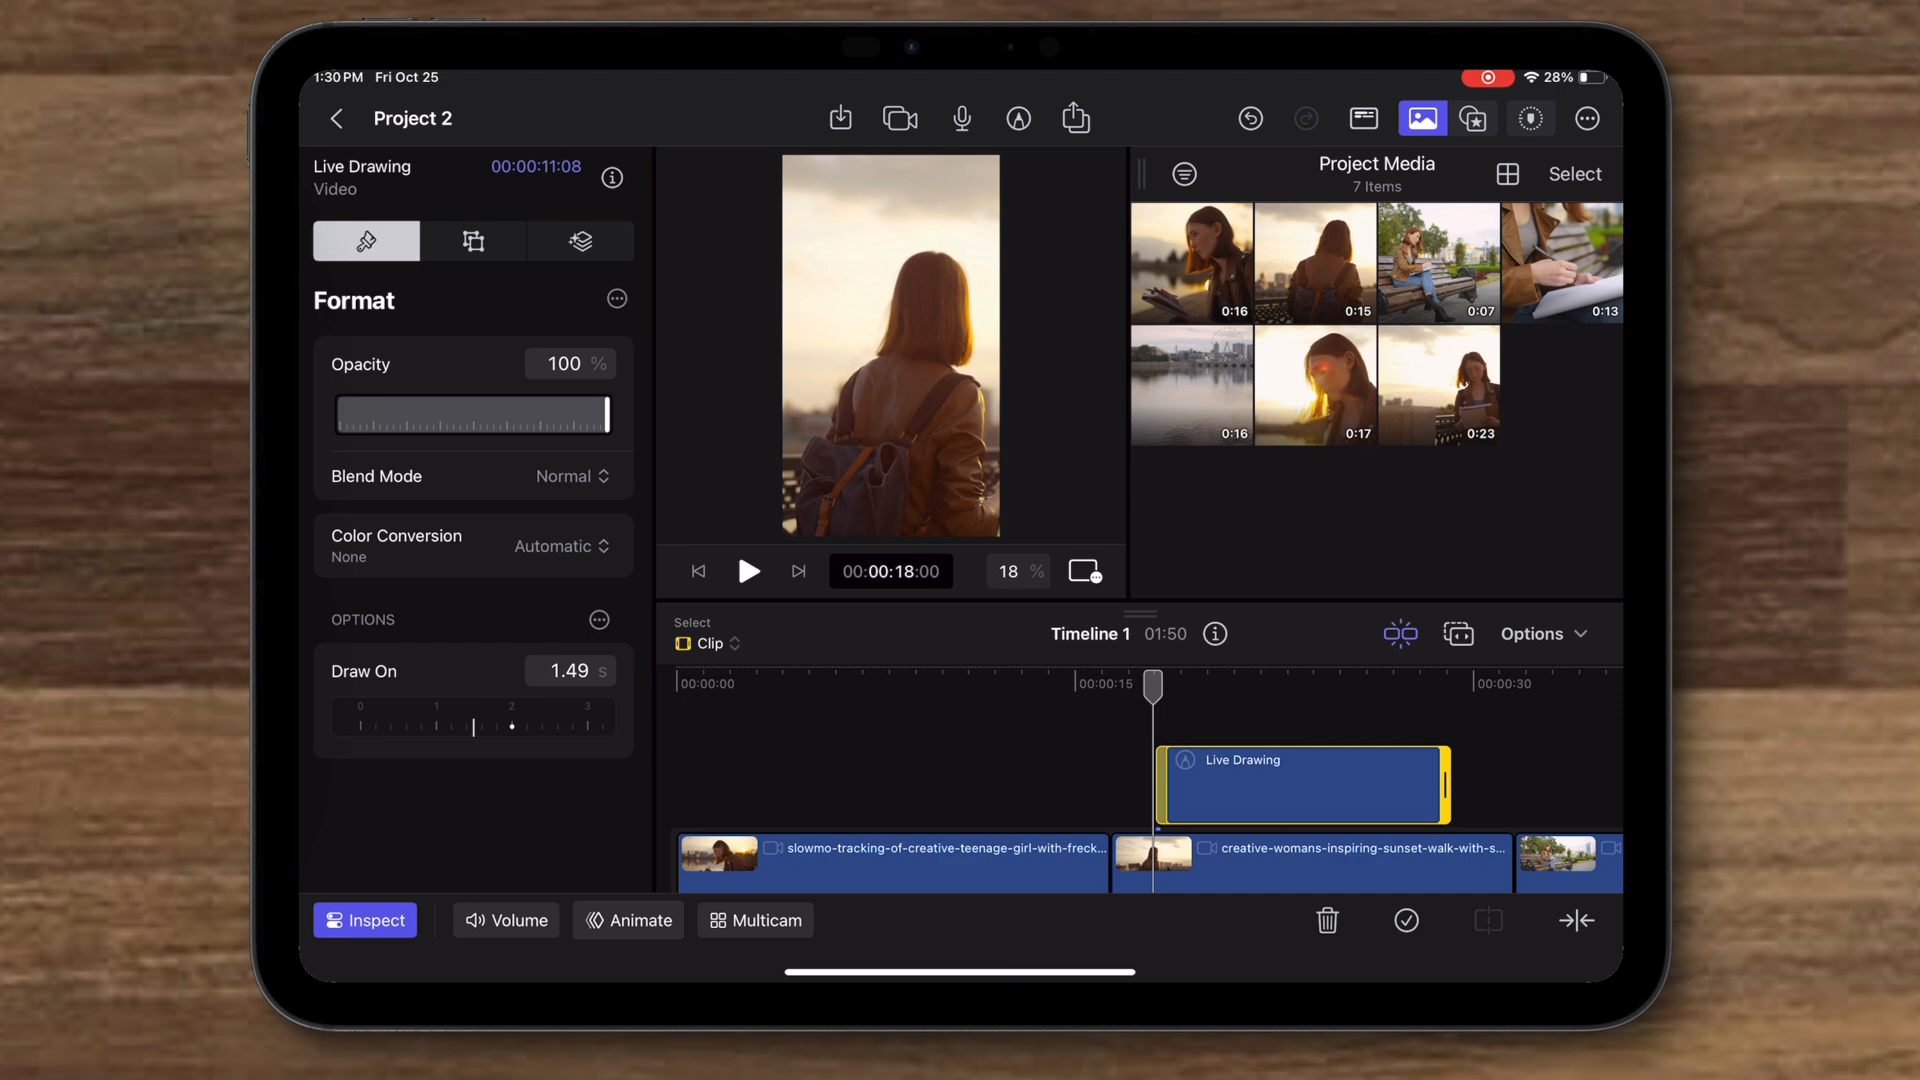 1:30 PM Fri Oct 25
28%
Project 2
Live Drawing
00:00:11:08
Video
Format
Opacity
100 %
Blend Mode
Normal
Color Conversion
None
Automatic
OPTIONS
Draw On
1.49 s
0 1 2 3
00:00:18:00
18 %
Project Media
7 Items
Select
0:16
0:15
0:07
0:13
0:16
0:17
0:23
Select
Clip
Timeline 1 01:50
Options
00:00:00
00:00:15
00:00:30
Live Drawing
slowmo-tracking-of-creative-teenage-girl-with-freck...
creative-womans-inspiring-sunset-walk-with-s...
Inspect
Volume
Animate
Multicam